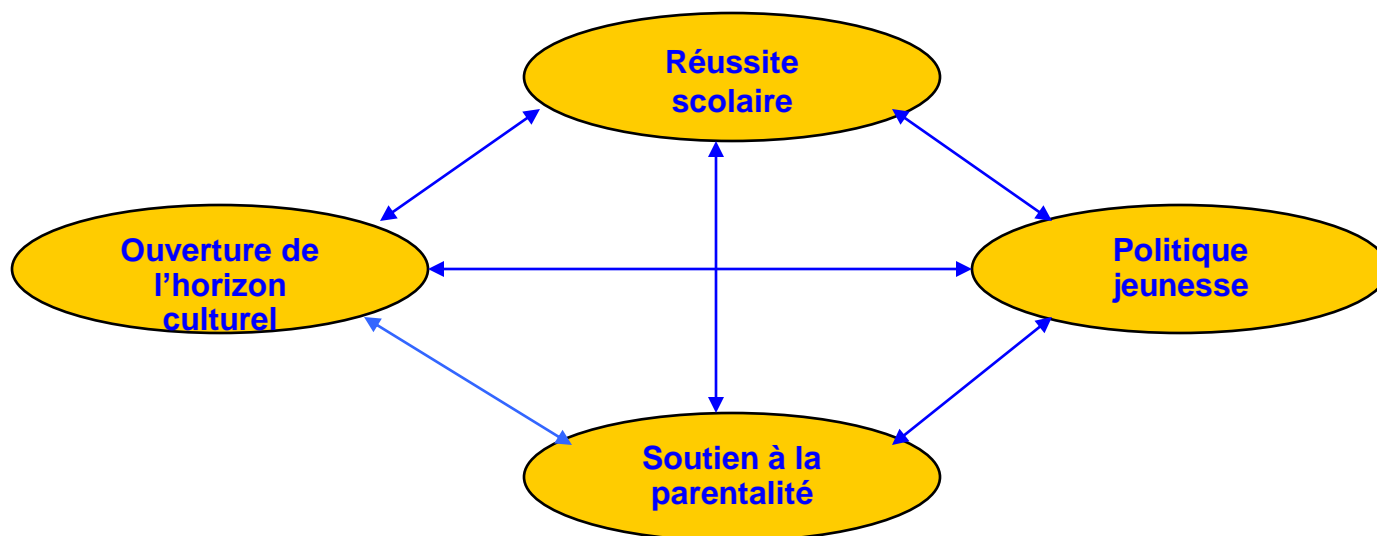 Réussite
scolaire
Ouverture de
l’horizon
culturel
Politique
jeunesse
Soutien à la
parentalité